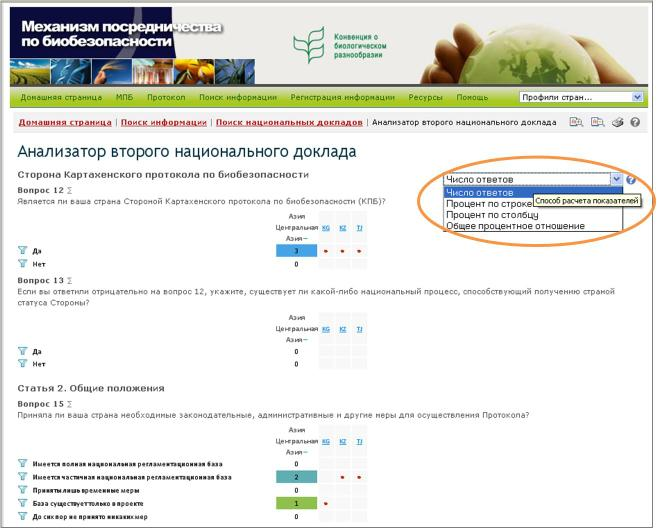 Механизм посредничества
по биобезопасности
Конвенция о
биологическом
разнообразии
Домашняя страница МПБ Протокол Поиск информации Регистрация информации Ресурсы Помощь Профили стран...
Домашняя страница | Поиск информации | Поиск национальных докладов | Анализатор второго национального доклада
Анализатор второго национального доклада
Сторона Картахенского протокола по биобезопасности
Число ответов
Число ответов
Процент по строке
Способ расчета показателей
Процент по столбцу
Общее процентное отношение
Вопрос 12 Σ
Является ли ваша страна Стороной Картахенского протокола по биобезопасности (КПБ)?
Азия
Центральная KG KZ TJ
Азия−
Да 3 • • •
Нет 0
Вопрос 13 Σ
Если вы ответили отрицательно на вопрос 12, укажите, существует ли какой-либо национальный процесс, способствующий получению страной
статуса Стороны?
Азия
Центральная KG KZ TJ
Азия−
Да 0
Нет 0
Статья 2. Общие положения
Вопрос 15 Σ
Приняла ли ваша страна необходимые законодательные, административные и другие меры для осуществления Протокола?
Азия
Центральная KG KZ TJ
Азия−
Имеется полная национальная регламентационная база 0
Имеется частичная национальная регламентационная база 2 • •
Приняты лишь временные меры 0
База существует только в проекте 1 •
До сих пор не принято никаких мер 0